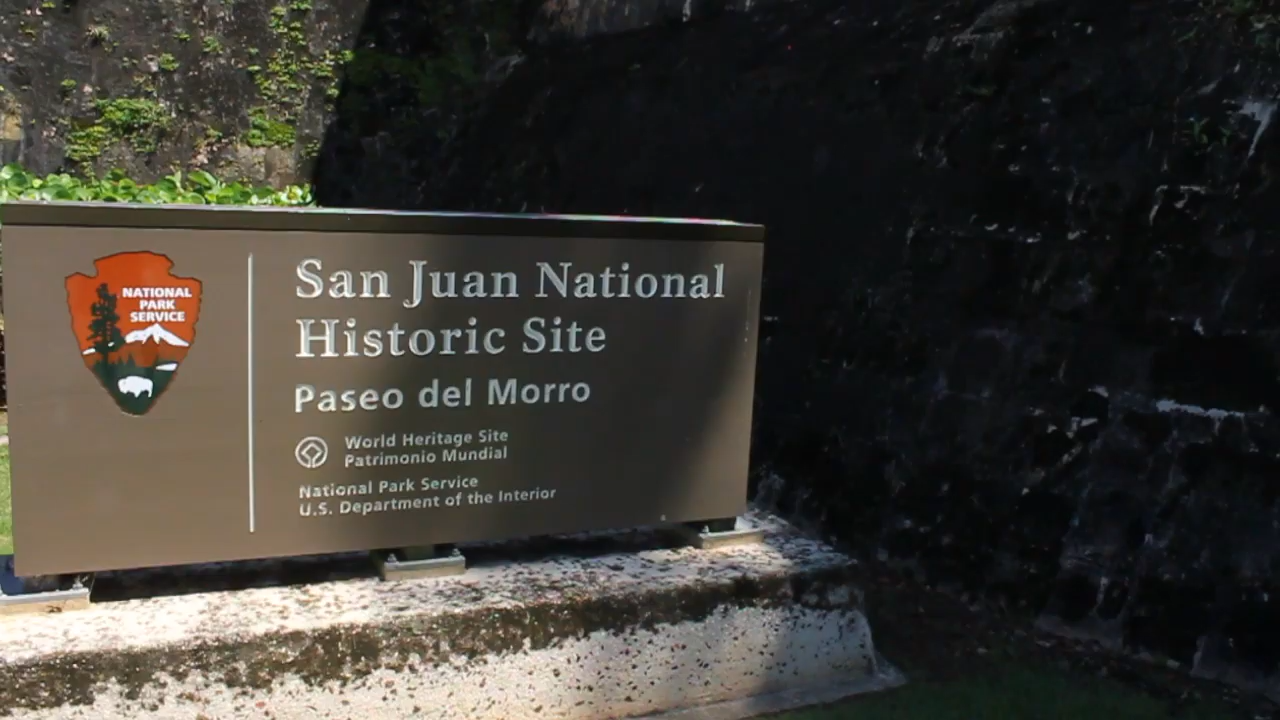 NATIONAL
PARK
SERVICE
San Juan National
Historic Site
Paseo del Morro
World Heritage Site
Patrimonio Mundial
National Park Service
U.S. Department of the Interior